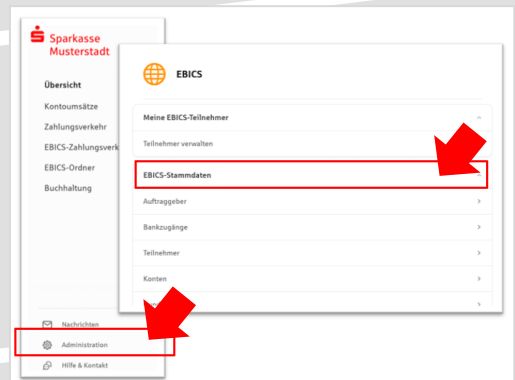 Sparkasse
Musterstadt
Übersicht
Kontoumsätze
Zahlungsverkehr
EBICS-Zahlungsverk
EBICS-Ordner
Buchhaltung
Nachrichten
Administration
Hilfe & Kontakt
EBICS
Meine EBICS-Teilnehmer
Teilnehmer verwalten
EBICS-Stammdaten
Auftraggeber
Bankzugänge
Teilnehmer
Konten